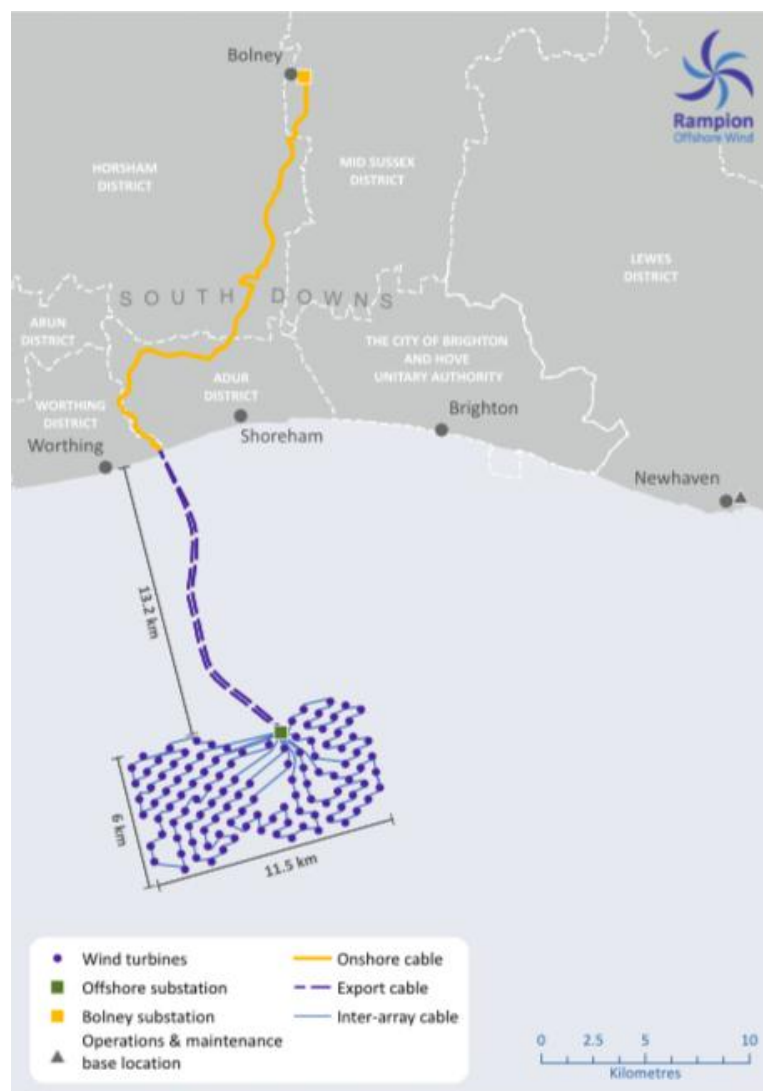 Bolney
Rampion
Offshore Wind
HORSHAM
DISTRICT
MID SUSSEX
DISTRICT
LEWES
DISTRICT
SOUTH DOWNS
ARUN
DISTRICT
THE CITY OF BRIGHTON
AND HOVE
UNITARY AUTHORITY
ADUR
DISTRICT
WORTHING
DISTRICT
Brighton
Shoreham
Worthing
Newhaven
13.2 km
6 km
11.5 km
Wind turbines
Offshore substation
Bolney substation
Operations & maintenance
base location
Onshore cable
Export cable
Inter-array cable
0 2.5 5 10
Kilometres